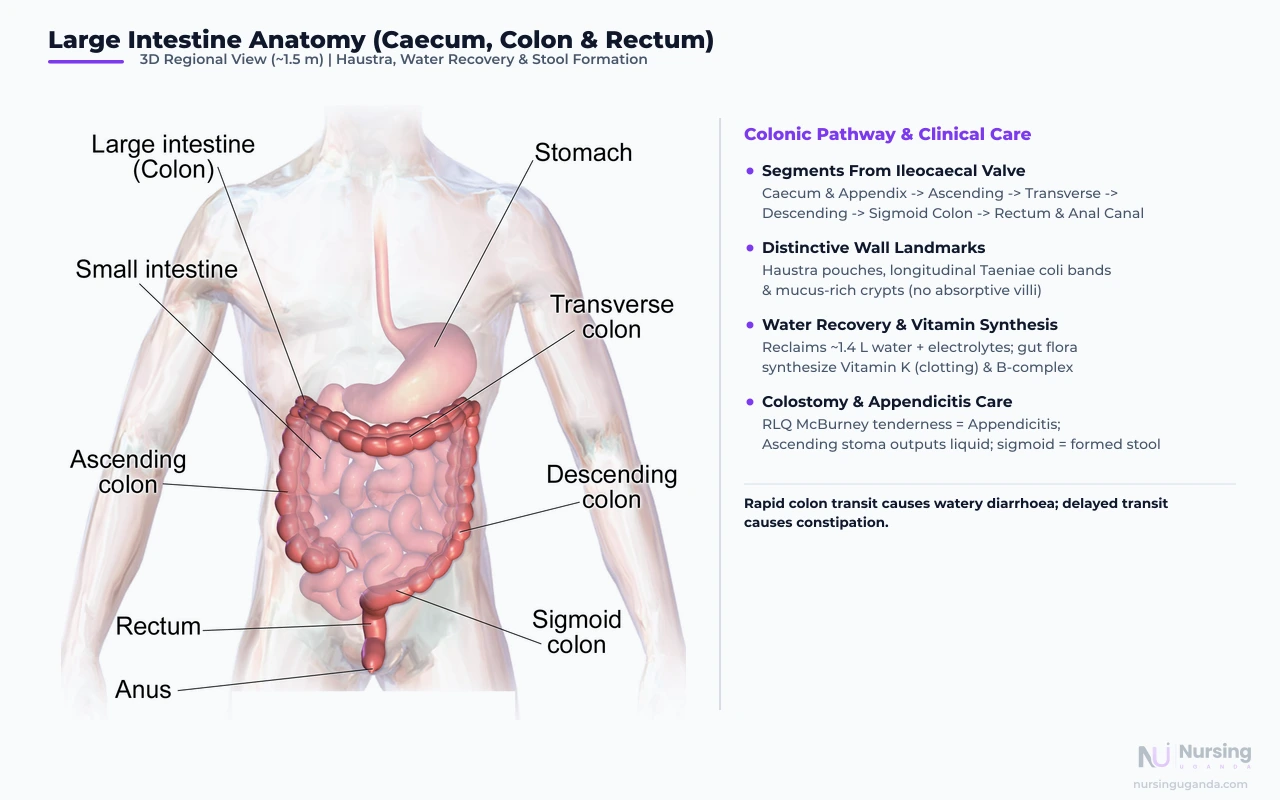 Large Intestine Anatomy (Caecum, Colon & Rectum)
3D Regional View (~1.5 m) | Haustra, Water Recovery & Stool Formation
Large intestine
(Colon)
Stomach
Small intestine
Transverse
colon
Ascending
colon
Descending
colon
Rectum
Sigmoid
colon
Anus
Colonic Pathway & Clinical Care
Segments From Ileocaecal Valve
Caecum & Appendix -> Ascending -> Transverse ->
Descending -> Sigmoid Colon -> Rectum & Anal Canal
Distinctive Wall Landmarks
Haustra pouches, longitudinal Taeniae coli bands
& mucus-rich crypts (no absorptive villi)
Water Recovery & Vitamin Synthesis
Reclaims ~1.4 L water + electrolytes; gut flora
synthesize Vitamin K (clotting) & B-complex
Colostomy & Appendicitis Care
RLQ McBurney tenderness = Appendicitis;
Ascending stoma outputs liquid; sigmoid = formed stool
Rapid colon transit causes watery diarrhoea; delayed transit
causes constipation.
NU Nursing
UGANDA
nursinguganda.com